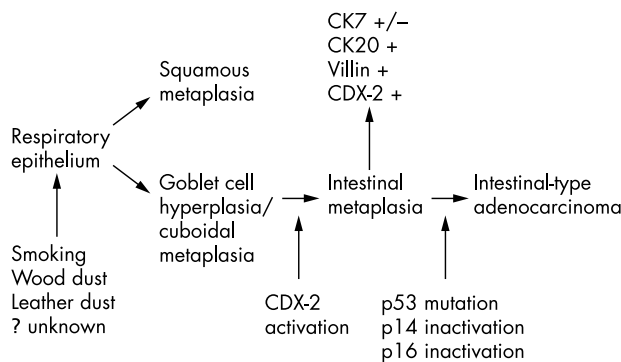 CK7 +/–
CK20 +
Villin +
CDX-2 +
Squamous
metaplasia
Respiratory
epithelium
Goblet cell
hyperplasia/
cuboidal
metaplasia
Intestinal
metaplasia
Intestinal-type
adenocarcinoma
Smoking
Wood dust
Leather dust
? unknown
CDX-2
activation
p53 mutation
p14 inactivation
p16 inactivation